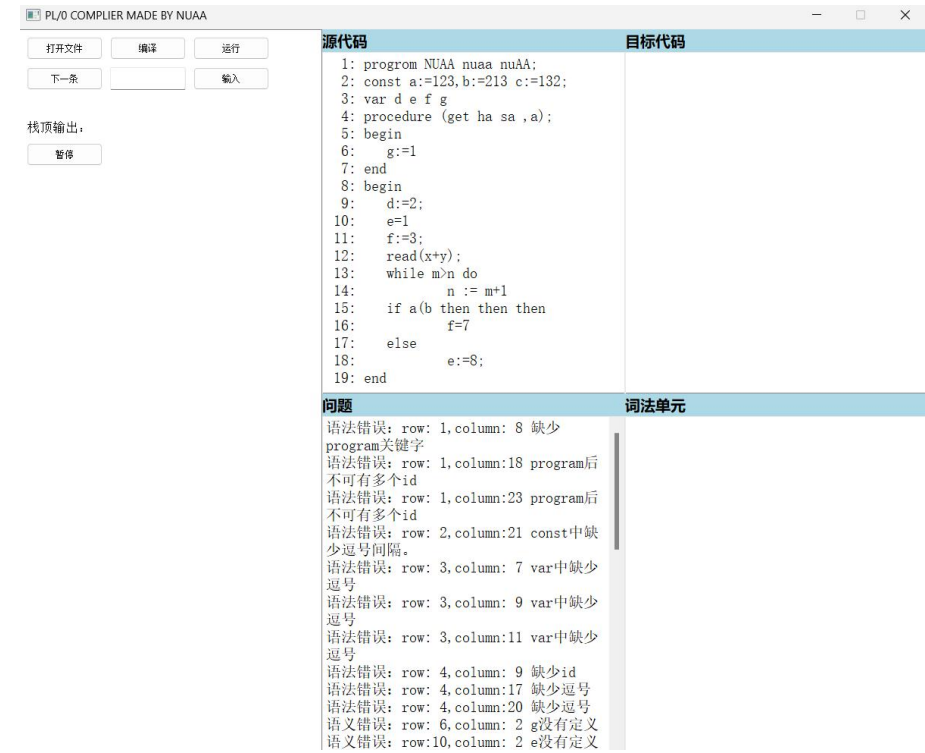 PL/0 COMPLIER MADE BY NUAA
打开文件 编译 运行
下一条 输入
栈顶输出：
暂停
源代码
1: progrom NUAA nuaa nuAA;
2: const a:=123,b:=213 c:=132;
3: var d e f g
4: procedure (get ha sa ,a);
5: begin
6: g:=1
7: end
8: begin
9: d:=2;
10: e=1
11: f:=3;
12: read(x+y);
13: while m>n do
14: n := m+1
15: if a(b then then then
16: f=7
17: else
18: e:=8;
19: end
目标代码
问题
语法错误：row: 1,column: 8 缺少
program关键字
语法错误：row: 1,column:18 program后
不可有多个id
语法错误：row: 1,column:23 program后
不可有多个id
语法错误：row: 2,column:21 const中缺
少逗号间隔。
语法错误：row: 3,column: 7 var中缺少
逗号
语法错误：row: 3,column: 9 var中缺少
逗号
语法错误：row: 3,column:11 var中缺少
逗号
语法错误：row: 4,column: 9 缺少id
语法错误：row: 4,column:17 缺少逗号
语法错误：row: 4,column:20 缺少逗号
语义错误：row: 6,column: 2 g没有定义
语义错误：row:10,column: 2 e没有定义
词法单元